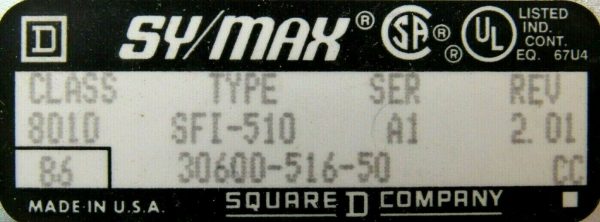 D SY/MAX® SA® ® UL® LISTED
IND.
CONT.
EQ. 67U4
CLASS TYPE SER REV
8010 SFI-510 A1 2.01
86 30600-516-50 CC
MADE IN U.S.A. SQUARE D COMPANY